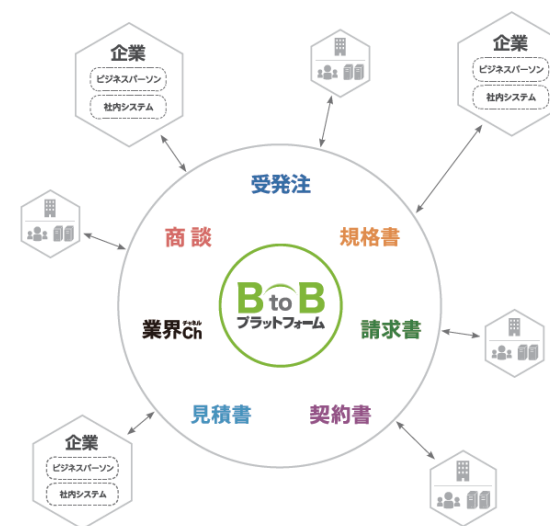 企業
ビジネスパーソン
社内システム
企業
ビジネスパーソン
社内システム
受発注
商談
規格書
BtoB
プラットフォーム
業界チャネルCh
請求書
見積書
契約書
企業
ビジネスパーソン
社内システム